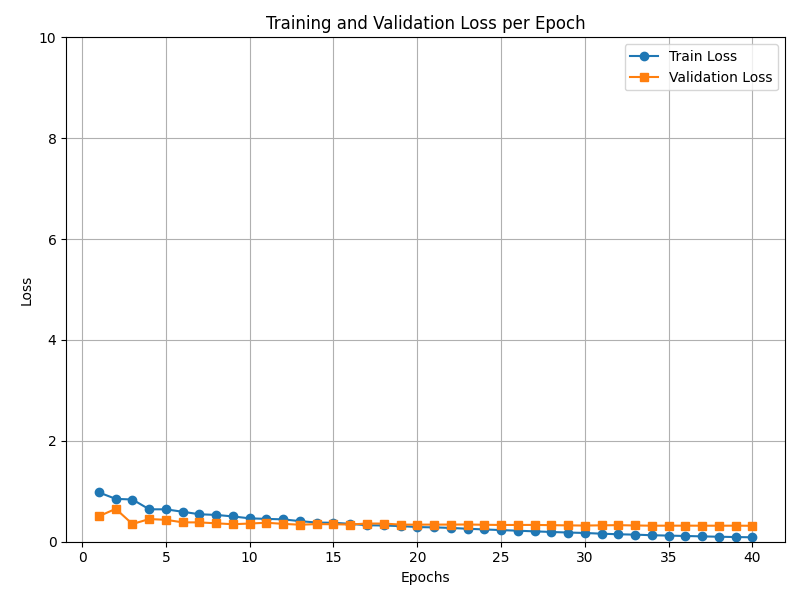 Training and Validation Loss per Epoch
Train Loss
Validation Loss
10
8
6
4
2
0
Loss
0 5 10 15 20 25 30 35 40
Epochs